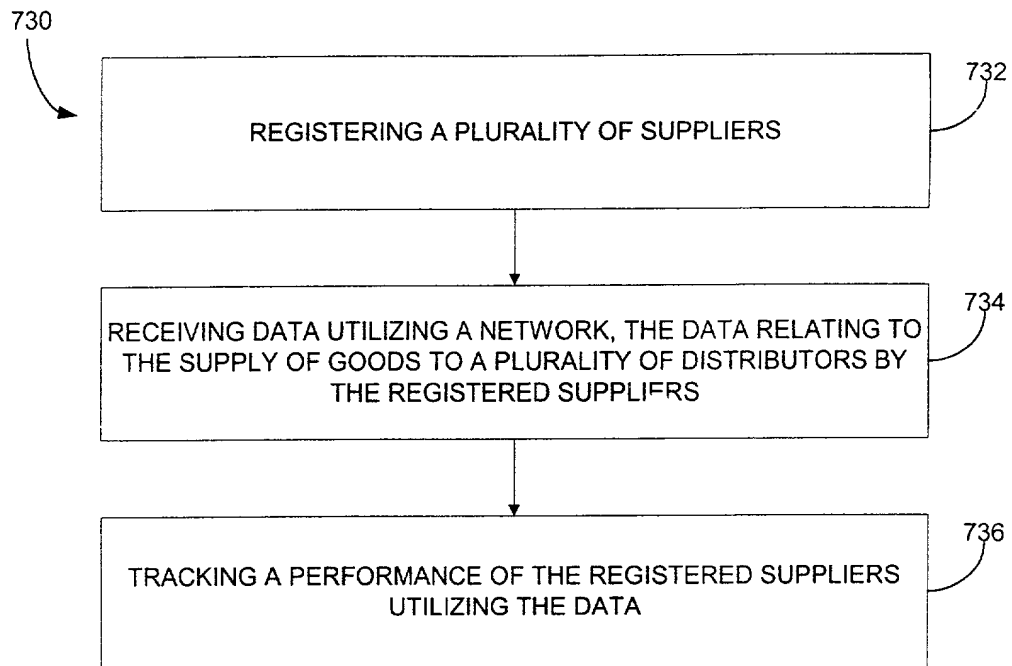 730
732
REGISTERING A PLURALITY OF SUPPLIERS
734
RECEIVING DATA UTILIZING A NETWORK, THE DATA RELATING TO
THE SUPPLY OF GOODS TO A PLURALITY OF DISTRIBUTORS BY
THE REGISTERED SUPPLIERS
736
TRACKING A PERFORMANCE OF THE REGISTERED SUPPLIERS
UTILIZING THE DATA